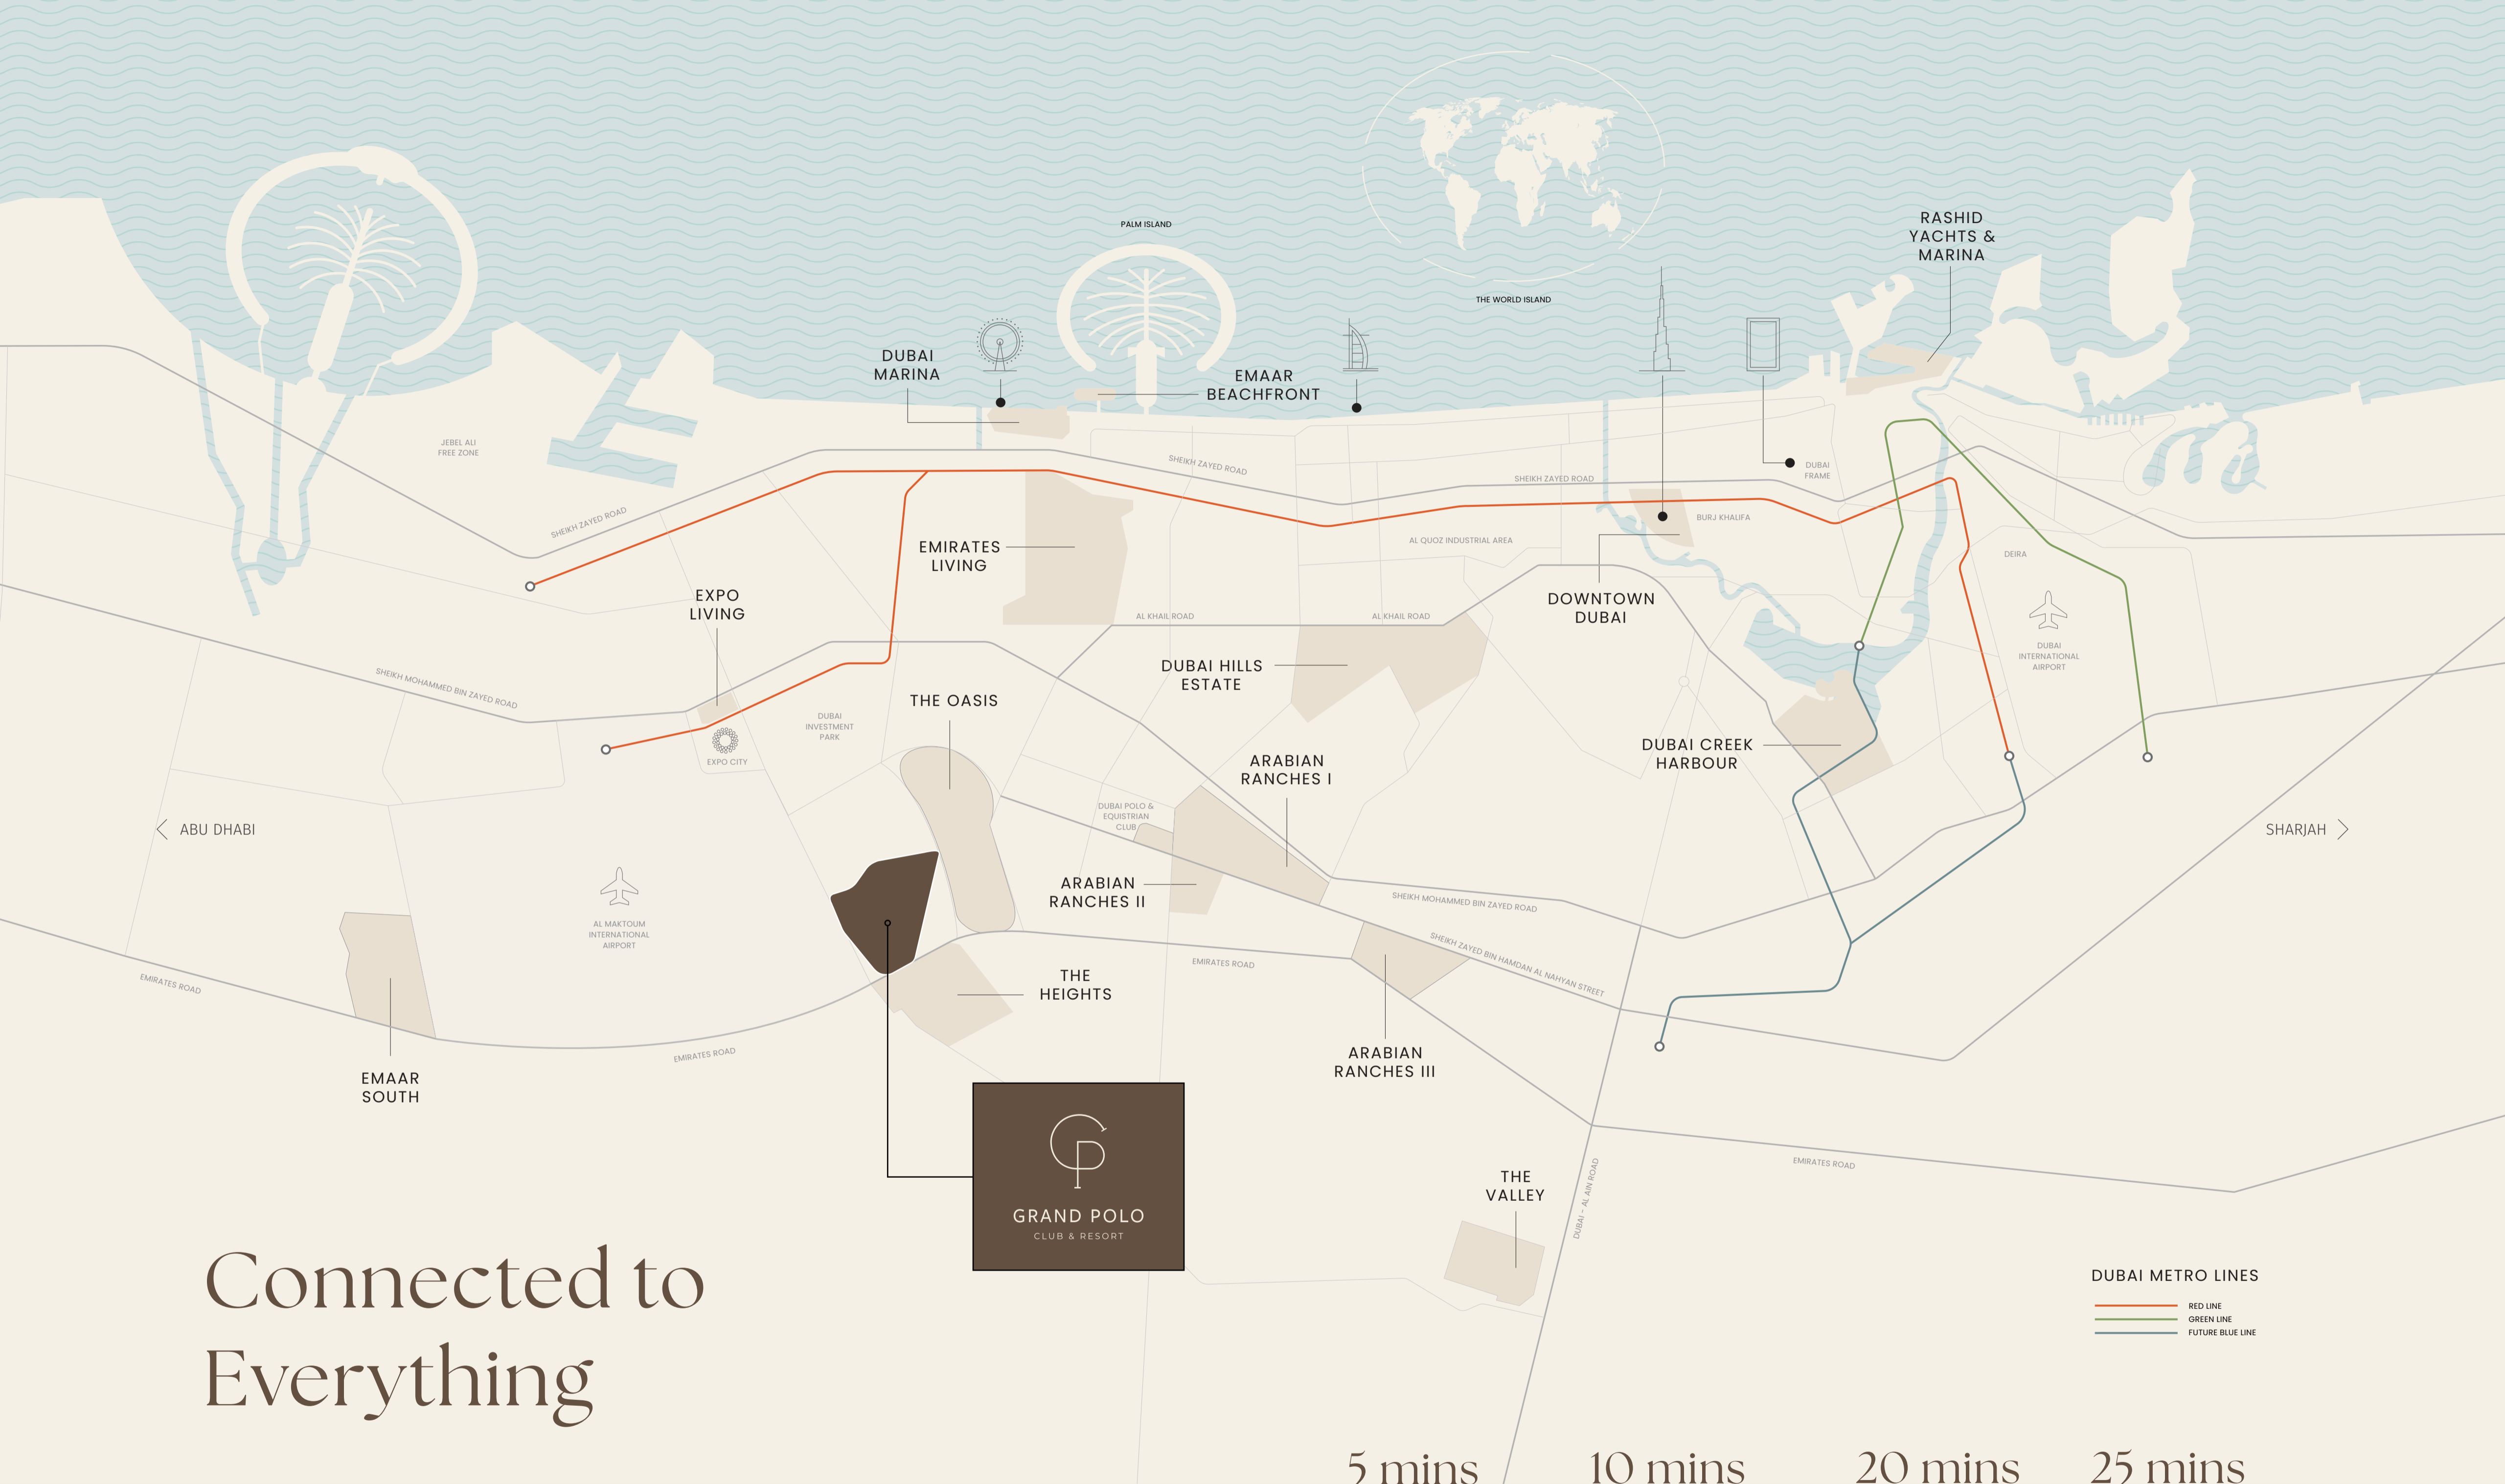 PALM ISLAND
THE WORLD ISLAND
RASHID
YACHTS &
MARINA
DUBAI
MARINA
EMAAR
BEACHFRONT
JEBEL ALI
FREE ZONE
SHEIKH ZAYED ROAD
SHEIKH ZAYED ROAD
SHEIKH ZAYED ROAD
DUBAI
FRAME
BURJ KHALIFA
AL QUOZ INDUSTRIAL AREA
DEIRA
EMIRATES
LIVING
EXPO
LIVING
DOWNTOWN
DUBAI
AL KHAIL ROAD
AL KHAIL ROAD
DUBAI
INTERNATIONAL
AIRPORT
DUBAI HILLS
ESTATE
SHEIKH MOHAMMED BIN ZAYED ROAD
THE OASIS
DUBAI
INVESTMENT
PARK
EXPO CITY
DUBAI CREEK
HARBOUR
ARABIAN
RANCHES I
DUBAI POLO &
EQUESTRIAN
CLUB
ABU DHABI
SHARJAH
ARABIAN
RANCHES II
SHEIKH MOHAMMED BIN ZAYED ROAD
AL MAKTOUM
INTERNATIONAL
AIRPORT
SHEIKH ZAYED BIN HAMDAN AL NAHYAN STREET
EMIRATES ROAD
EMIRATES ROAD
THE
HEIGHTS
EMIRATES ROAD
ARABIAN
RANCHES III
EMAAR
SOUTH
GP
GRAND POLO
CLUB & RESORT
THE
VALLEY
DUBAI - AL AIN ROAD
EMIRATES ROAD
Connected to
Everything
DUBAI METRO LINES
RED LINE
GREEN LINE
FUTURE BLUE LINE
5 mins
10 mins
20 mins
25 mins